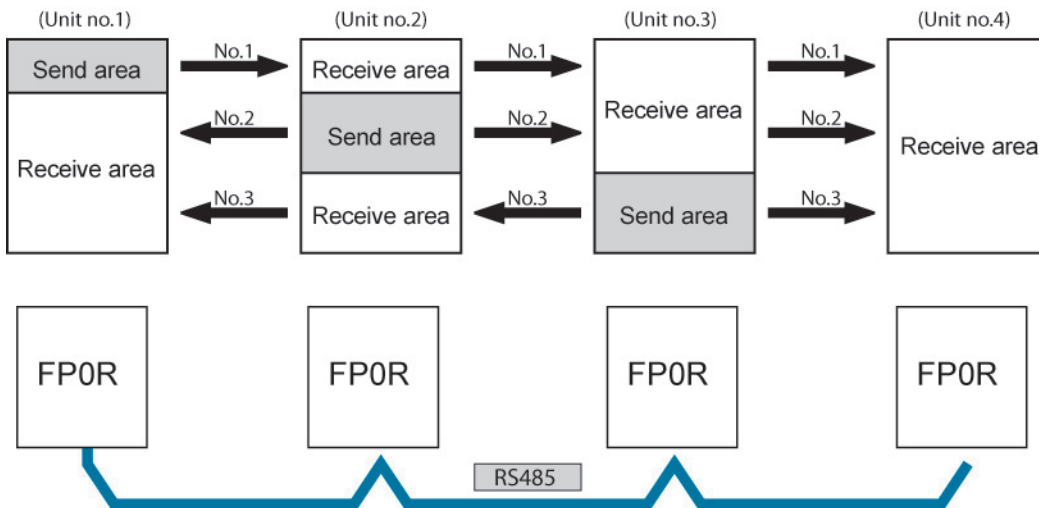 (Unit no.1) (Unit no.2) (Unit no.3) (Unit no.4)
Send area No.1 Receive area No.1 No.1
Receive area Receive area
No.2 Send area No.2 No.2
Receive area
No.3 Receive area No.3 Send area No.3
FP0R FP0R FP0R FP0R
RS485